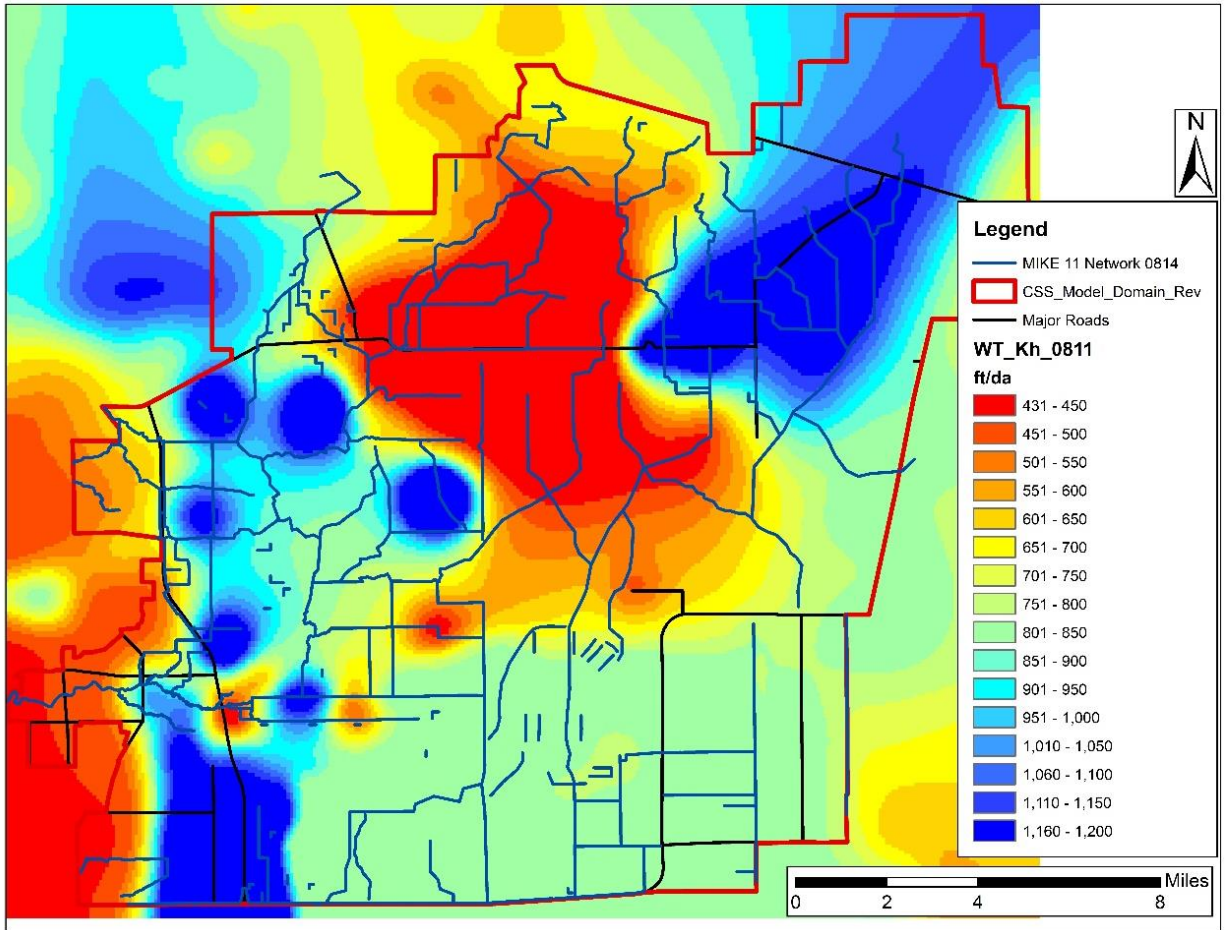 N
Legend
MIKE 11 Network 0814
CSS_Model_Domain_Rev
Major Roads
WT_Kh_0811
ft/da
431 - 450
451 - 500
501 - 550
551 - 600
601 - 650
651 - 700
701 - 750
751 - 800
801 - 850
851 - 900
901 - 950
951 - 1,000
1,010 - 1,050
1,060 - 1,100
1,110 - 1,150
1,160 - 1,200
Miles
0 2 4 8